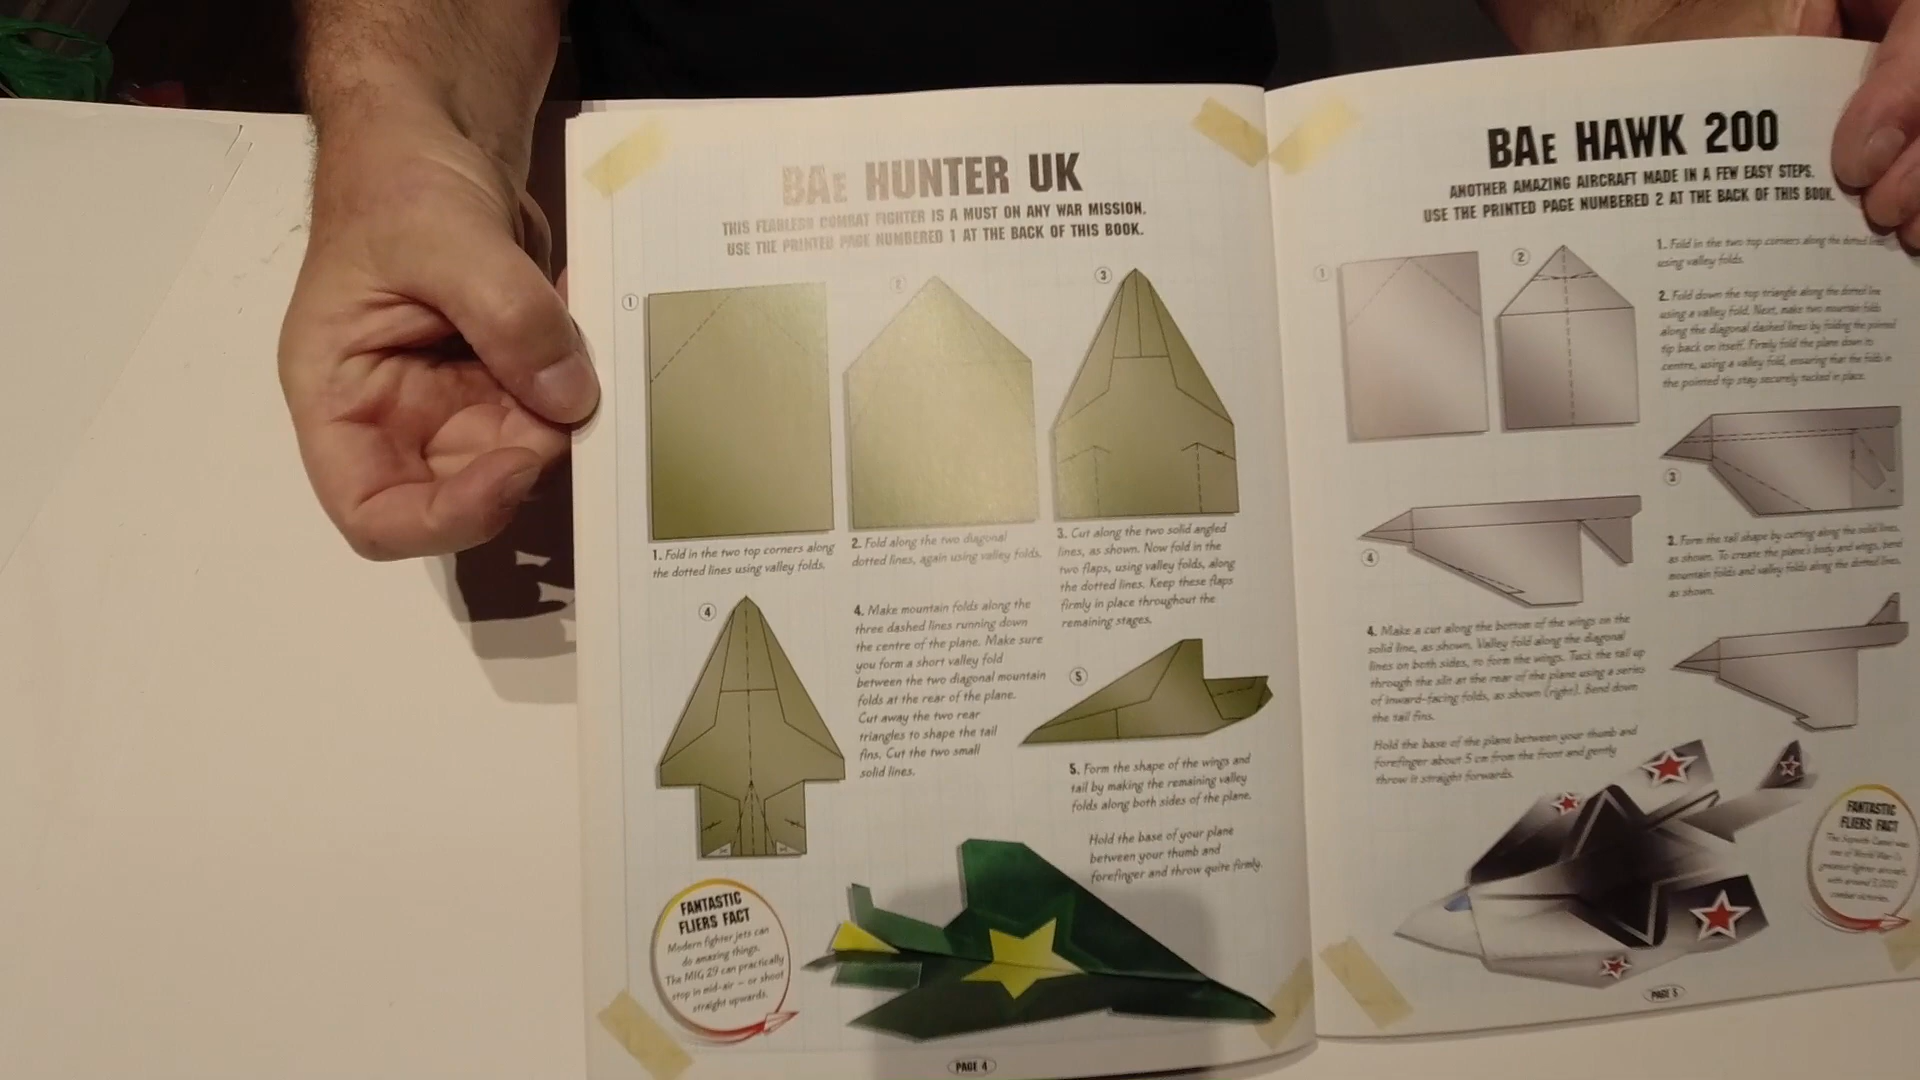 BAe HUNTER UK
THIS FEARLESS COMBAT FIGHTER IS A MUST ON ANY WAR MISSION.
USE THE PRINTED PAGE NUMBERED 1 AT THE BACK OF THIS BOOK.
1
2
3
1. Fold in the two top corners along
the dotted lines using valley folds.
2. Fold along the two diagonal
dotted lines, again using valley folds.
3. Cut along the two solid angled
lines, as shown. Now fold in the
two flaps, using valley folds, along
the dotted lines. Keep these flaps
firmly in place throughout the
remaining stages.
4
4. Make mountain folds along the
three dashed lines running down
the centre of the plane. Make sure
you form a short valley fold
between the two diagonal mountain
folds at the rear of the plane.
Cut away the two rear
triangles to shape the tail
fins. Cut the two small
solid lines.
5
5. Form the shape of the wings and
tail by making the remaining valley
folds along both sides of the plane.
Hold the base of your plane
between your thumb and
forefinger and throw quite firmly.
FANTASTIC
FLIERS FACT
Modern fighter jets can
do amazing things.
The MIG 29 can practically
stop in mid-air – or shoot
straight upwards.
PAGE 4
BAe HAWK 200
ANOTHER AMAZING AIRCRAFT MADE IN A FEW EASY STEPS.
USE THE PRINTED PAGE NUMBERED 2 AT THE BACK OF THIS BOOK.
1
2
1. Fold in the two top corners along the dotted lines
using valley folds.
2. Fold down the top triangle along the dotted line
using a valley fold. Next, make two mountain folds
along the diagonal dashed lines by folding the pointed
tip back on itself. Firmly fold the plane down its
centre, using a valley fold, ensuring that the folds in
the pointed tip stay securely tucked in place.
3
4
3. Form the tail shape by cutting along the solid lines,
as shown. To create the plane's body and wings, bend
mountain folds and valley folds along the dotted lines,
as shown.
4. Make a cut along the bottom of the wings on the
solid line, as shown. Valley fold along the diagonal
lines on both sides, to form the wings. Tuck the tail up
through the slit at the rear of the plane using a series
of inward-facing folds, as shown (right). Bend down
the tail fins.
Hold the base of the plane between your thumb and
forefinger about 5 cm from the front and gently
throw it straight forwards.
FANTASTIC
FLIERS FACT
The Sopwith Camel was
one of World War I's
greatest fighter aircraft,
with around 3,000
combat victories.
PAGE 5